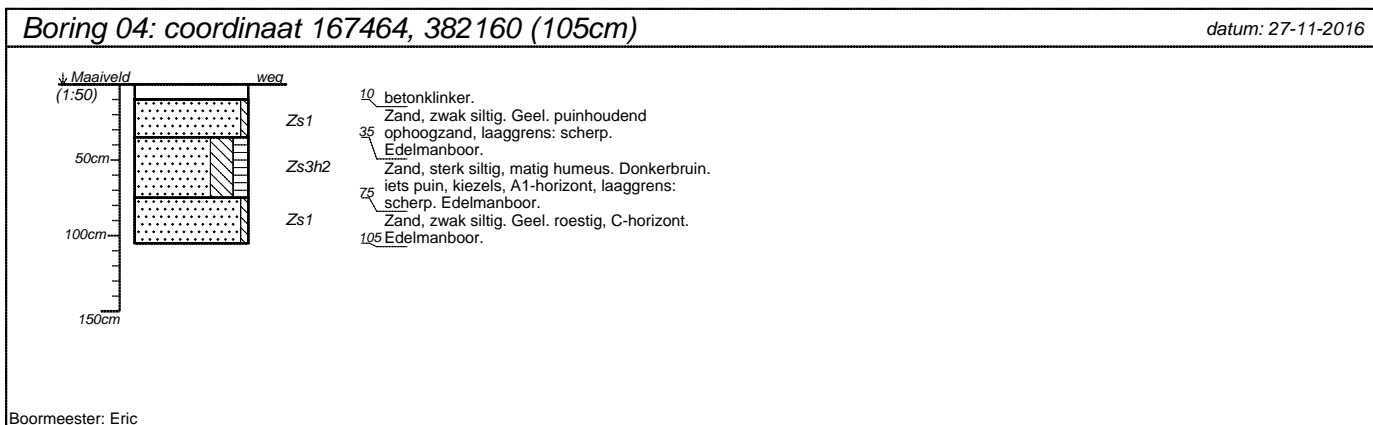 Boring 04: coordinaat 167464, 382160 (105cm)
datum: 27-11-2016
Maaiveld
weg
(1:50)
10 betonklinker.
Zand, zwak siltig. Geel. puinhoudend
Zs1
35 ophoogzand, laaggrens: scherp.
Edelmanboor.
50cm
Zs3h2
Zand, sterk siltig, matig humeus. Donkerbruin.
iets puin, kiezels, A1-horizont, laaggrens:
75 scherp. Edelmanboor.
Zs1
Zand, zwak siltig. Geel. roestig, C-horizont.
100cm
105 Edelmanboor.
150cm
Boormeester: Eric